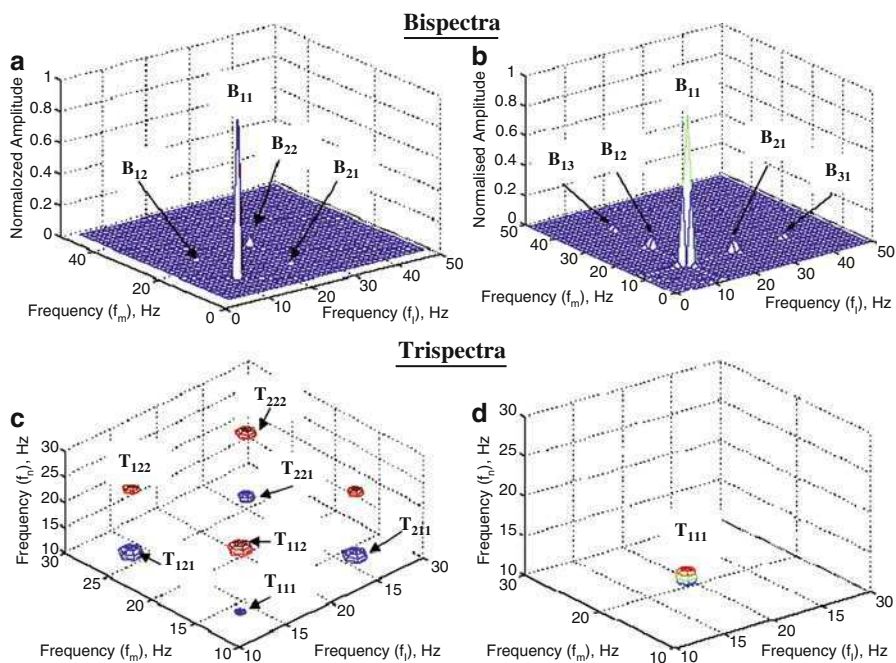 Bispectra
a
Normalozed Amplitude
1
0.8
0.6
0.4
0.2
0
B11
B12
B22
B21
40
20
0
0
10
20
30
40
50
Frequency (fm), Hz
Frequency (fl), Hz
b
Normalised Amplitude
1
0.8
0.6
0.4
0.2
0
B11
B13
B12
B21
B31
50
40
30
20
10
0
0
10
20
30
40
50
Frequency (fm), Hz
Frequency (fl), Hz
Trispectra
c
Frequency (fn), Hz
30
25
20
15
10
T222
T122
T221
T121
T112
T211
T111
30
25
20
15
10
10
15
20
25
30
Frequency (fm), Hz
Frequency (fl), Hz
d
Frequency (fn), Hz
30
25
20
15
10
T111
30
20
10
10
15
20
25
30
Frequency (fm), Hz
Frequency (fl), Hz